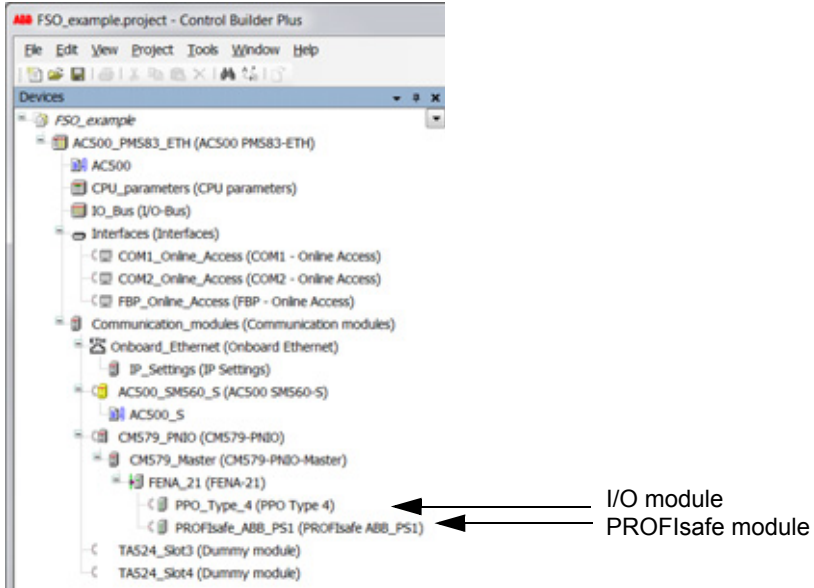 ABB FSO_example.project - Control Builder Plus
File Edit View Project Tools Window Help
Devices
FSO_example
AC500_PM583_ETH (AC500 PM583-ETH)
AC500
CPU_parameters (CPU parameters)
IO_Bus (I/O-Bus)
Interfaces (Interfaces)
COM1_Online_Access (COM1 - Online Access)
COM2_Online_Access (COM2 - Online Access)
FBP_Online_Access (FBP - Online Access)
Communication_modules (Communication modules)
Onboard_Ethernet (Onboard Ethernet)
IP_Settings (IP Settings)
AC500_SM560_S (AC500 SM560-S)
AC500_S
CM579_PNIO (CM579-PNIO)
CM579_Master (CM579-PNIO-Master)
FENA_21 (FENA-21)
PPO_Type_4 (PPO Type 4)
I/O module
PROFIsafe_ABB_PS1 (PROFIsafe ABB_PS1)
PROFIsafe module
TA524_Slot3 (Dummy module)
TA524_Slot4 (Dummy module)